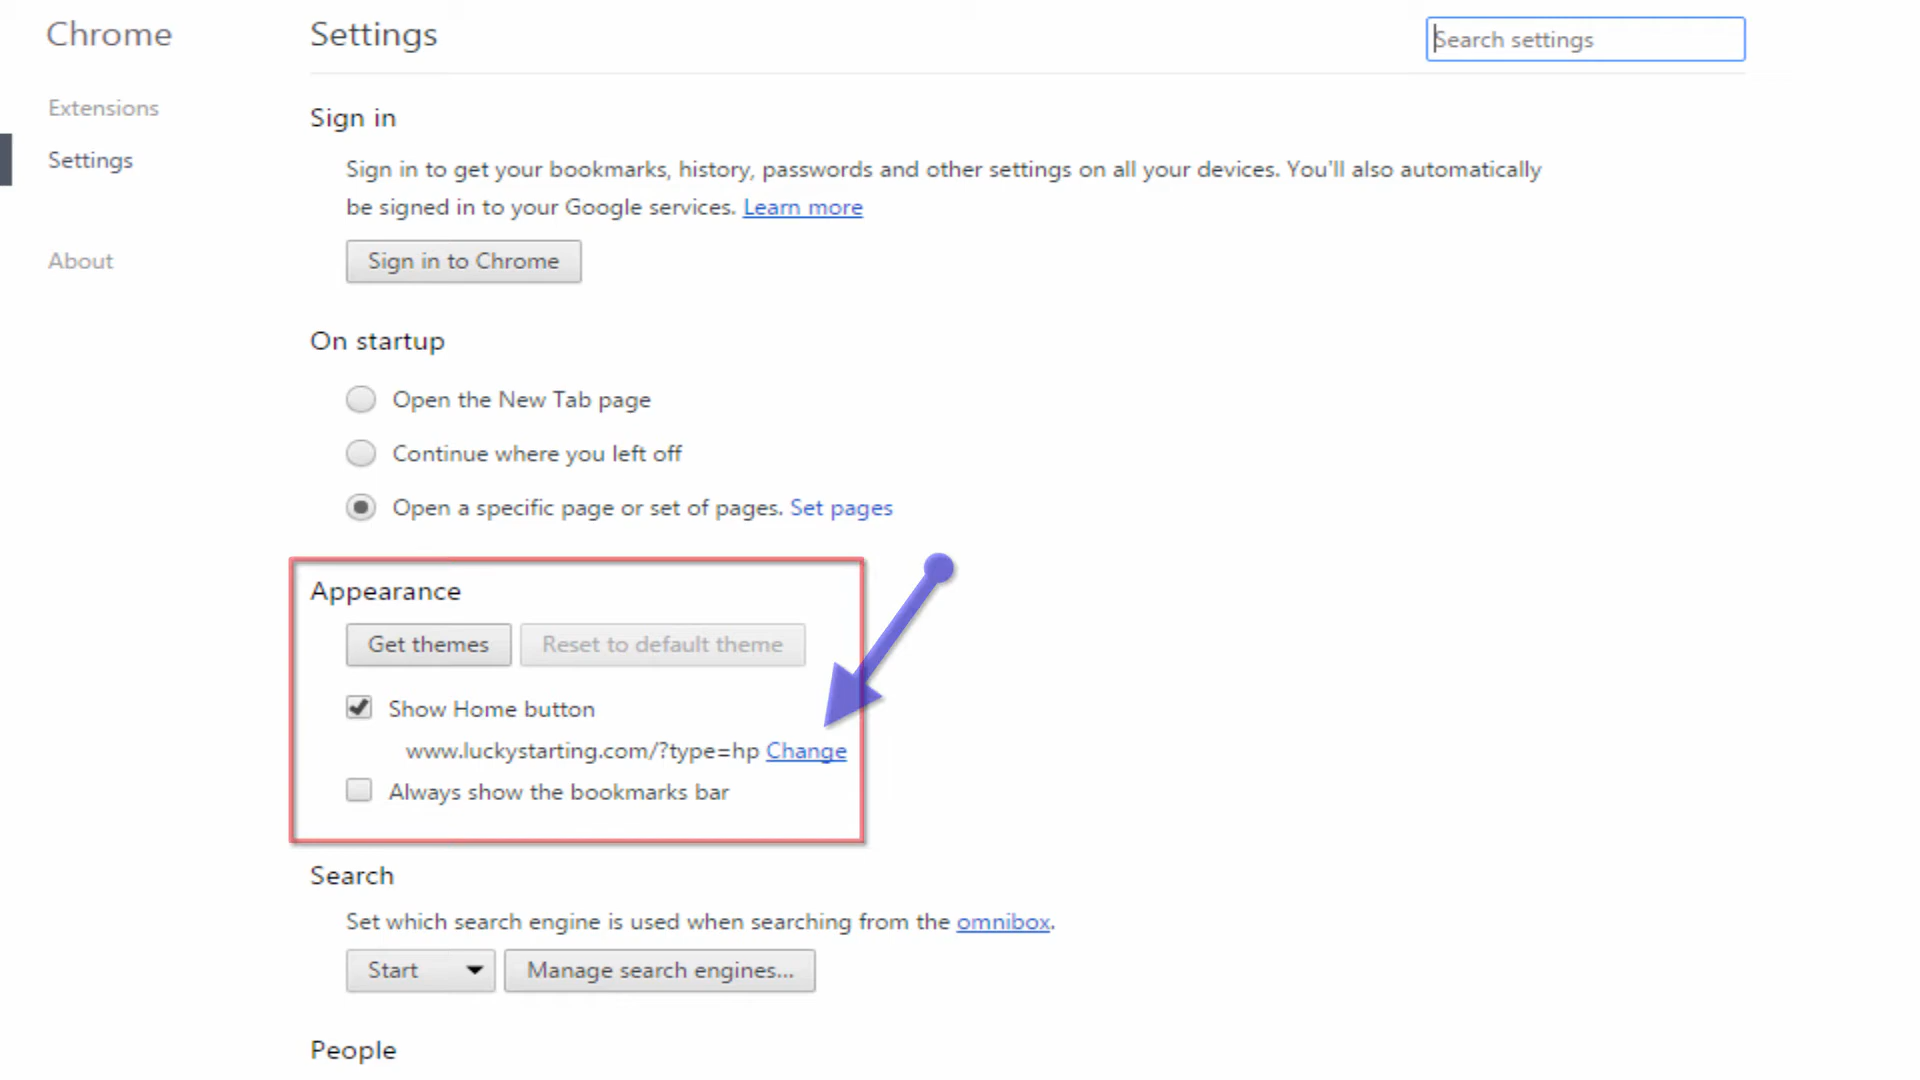 Chrome
Settings
Search settings
Extensions
Settings
About
Sign in
Sign in to get your bookmarks, history, passwords and other settings on all your devices. You'll also automatically
be signed in to your Google services. Learn more
Sign in to Chrome
On startup
Open the New Tab page
Continue where you left off
Open a specific page or set of pages. Set pages
Appearance
Get themes
Reset to default theme
Show Home button
www.luckystarting.com/?type=hp Change
Always show the bookmarks bar
Search
Set which search engine is used when searching from the omnibox.
Start
Manage search engines...
People